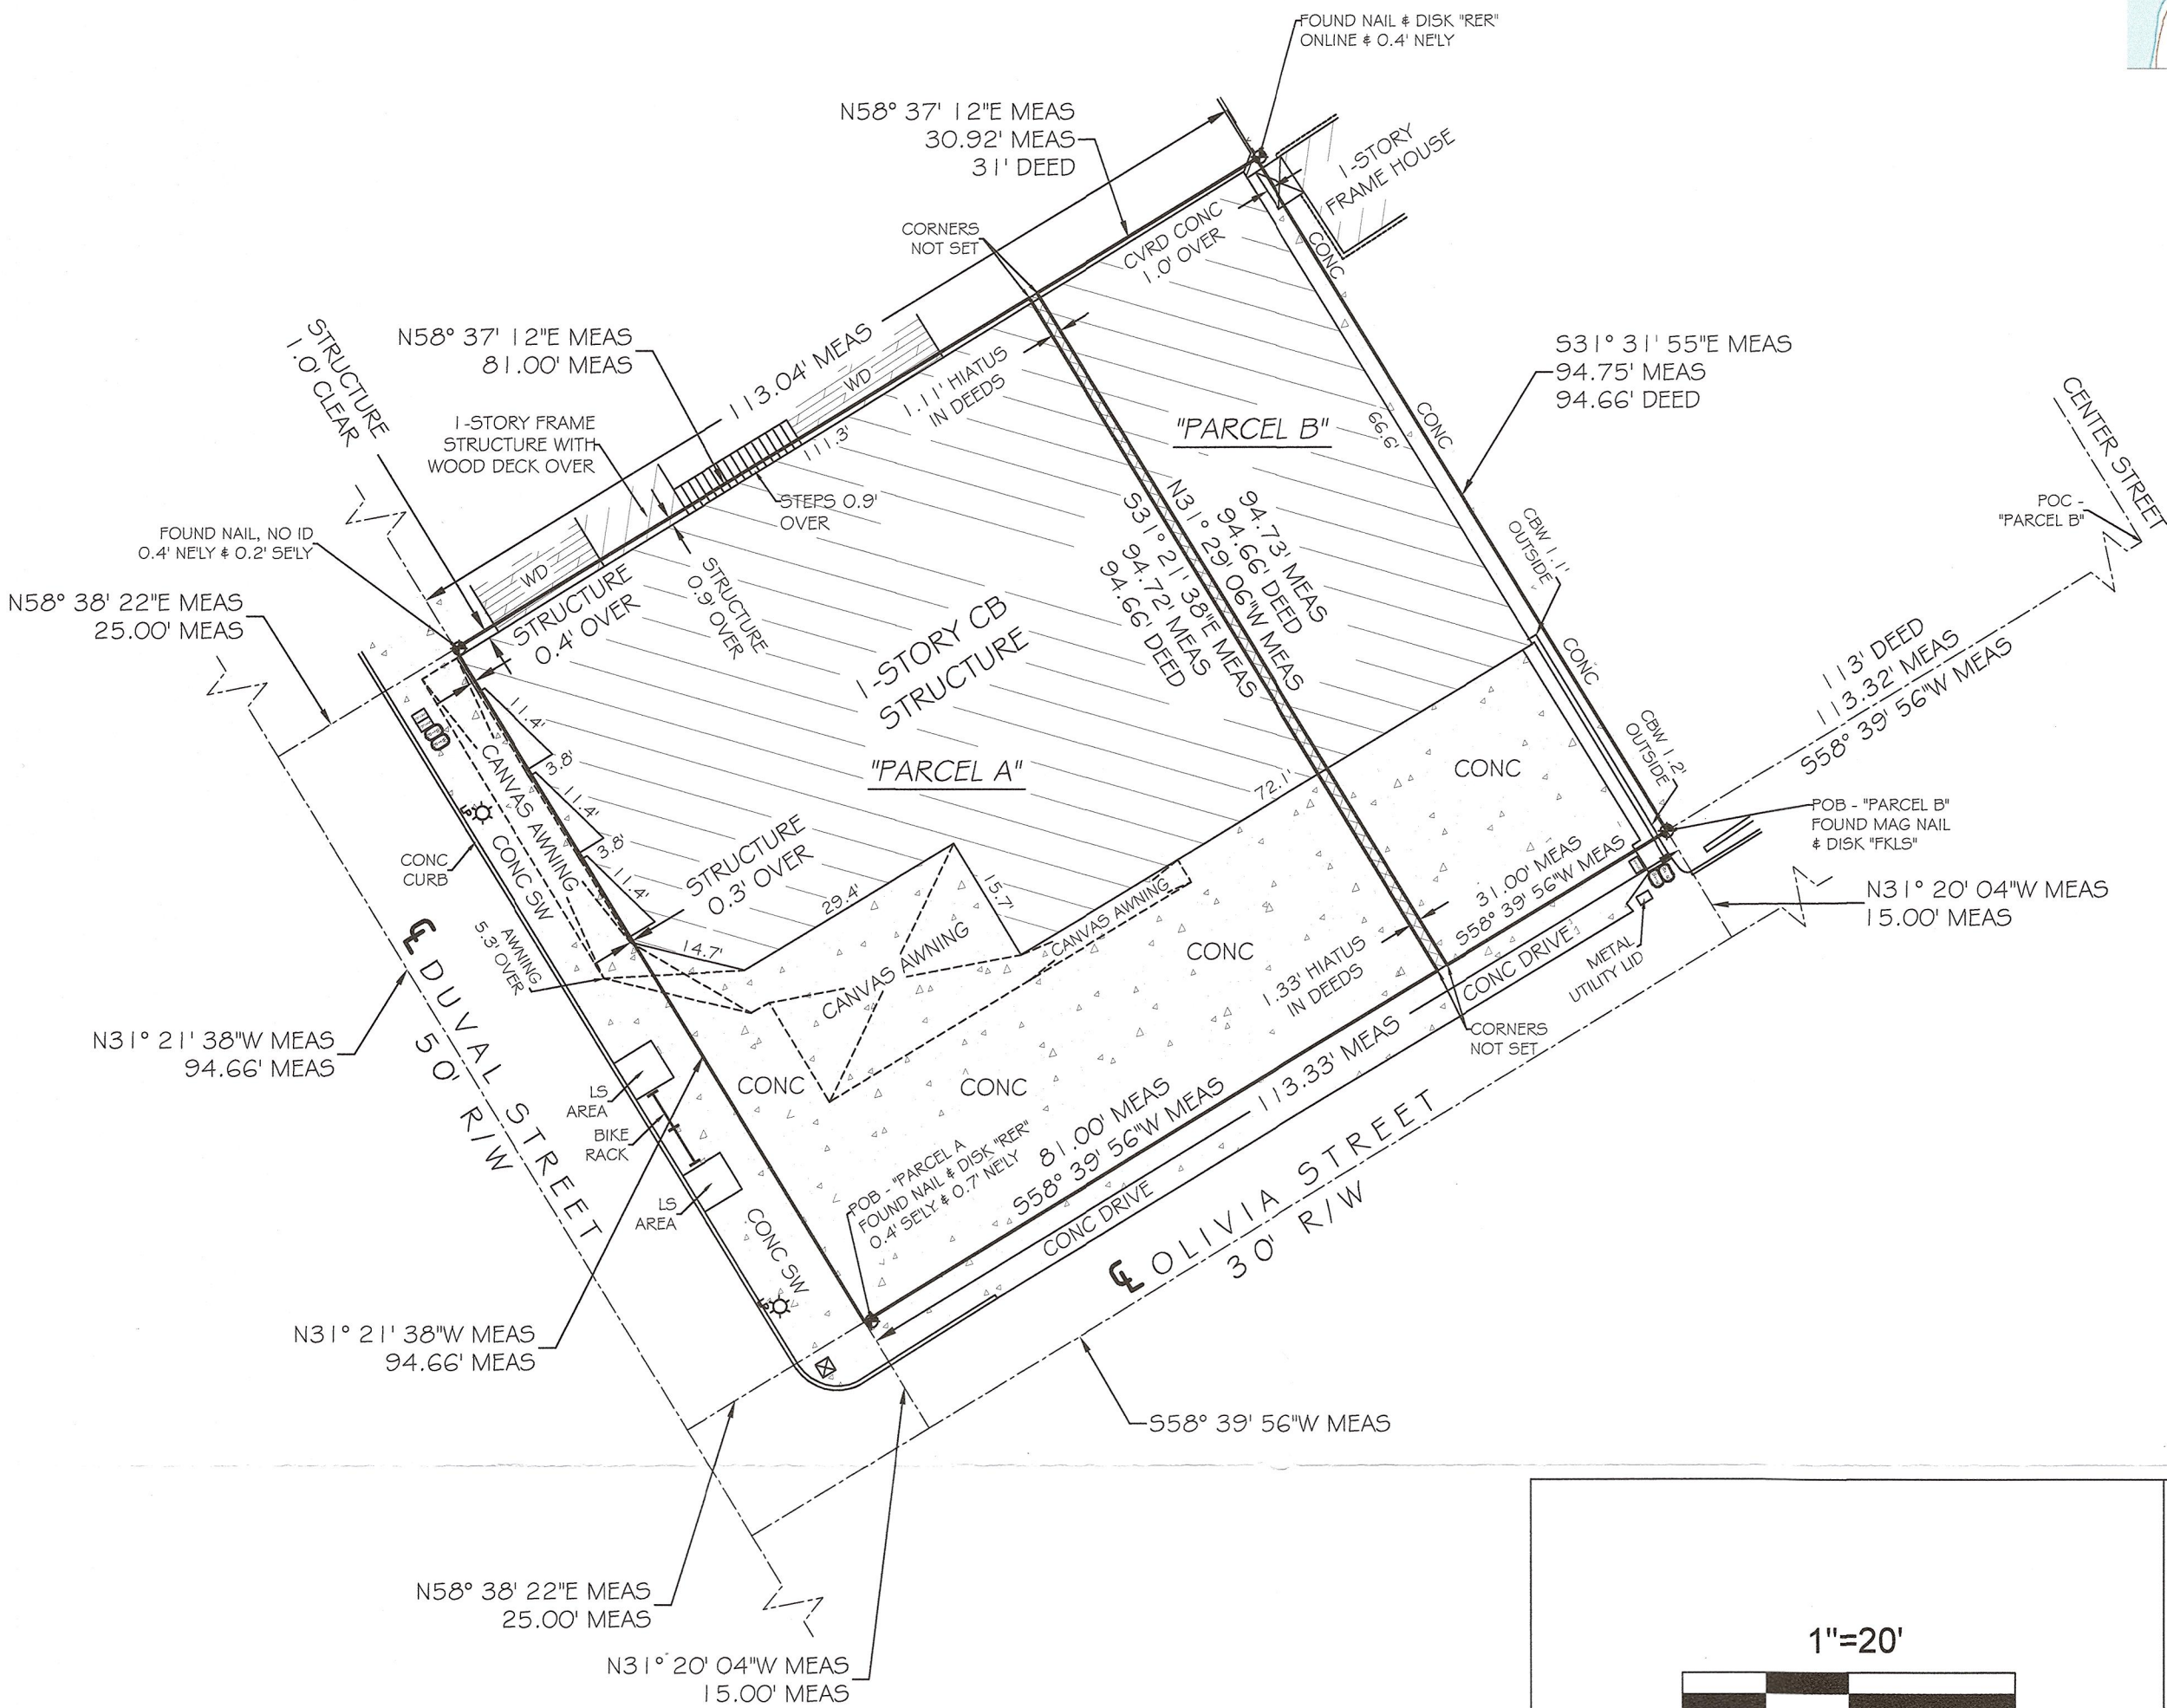 FOUND NAIL & DISK "RER"
ONLINE & 0.4' NE'LY
N58° 37' 12"E MEAS
30.92' MEAS
31' DEED
1-STORY
FRAME HOUSE
CORNERS
NOT SET
CVRD CONC
1.0' OVER
CONC
STRUCTURE
1.0' CLEAR
N58° 37' 12"E MEAS
81.00' MEAS
113.04' MEAS
WD
1.11' HIATUS
IN DEEDS
S31° 31' 55"E MEAS
94.75' MEAS
94.66' DEED
CENTER STREET
1-STORY FRAME
STRUCTURE WITH
WOOD DECK OVER
111.3'
"PARCEL B"
66.6'
CONC
STEPS 0.9'
OVER
POC -
"PARCEL B"
FOUND NAIL, NO ID
0.4' NE'LY & 0.2' SE'LY
WD
STRUCTURE
0.4' OVER
STRUCTURE
0.9' OVER
94.73' MEAS
94.66' DEED
N31° 29' 06"W MEAS
S31° 21' 38"E MEAS
94.72' MEAS
94.66' DEED
CBW 1.1'
OUTSIDE
N58° 38' 22"E MEAS
25.00' MEAS
1-STORY CB
STRUCTURE
"PARCEL A"
CONC
113' DEED
113.32' MEAS
S58° 39' 56"W MEAS
11.4'
3.8'
11.4'
3.8'
11.4'
CANVAS AWNING
CONC SW
CONC
CURB
STRUCTURE
0.3' OVER
72.1'
CONC
CBW 1.2'
OUTSIDE
POB - "PARCEL B"
FOUND MAG NAIL
& DISK "FKLS"
29.4'
15.7'
14.7'
CANVAS AWNING
CANVAS AWNING
CONC
31.00' MEAS
S58° 39' 56"W MEAS
N31° 20' 04"W MEAS
15.00' MEAS
AWNING
5.3' OVER
1.33' HIATUS
IN DEEDS
CONC DRIVE
METAL
UTILITY LID
CORNERS
NOT SET
N31° 21' 38"W MEAS
94.66' MEAS
℄ DUVAL STREET
50' R/W
LS
AREA
BIKE
RACK
LS
AREA
CONC
CONC
113.33' MEAS
81.00' MEAS
S58° 39' 56"W MEAS
POB - "PARCEL A
FOUND NAIL & DISK "RER"
0.4' SE'LY & 0.7' NE'LY
CONC DRIVE
℄ OLIVIA STREET
30' R/W
CONC SW
N31° 21' 38"W MEAS
94.66' MEAS
S58° 39' 56"W MEAS
N58° 38' 22"E MEAS
25.00' MEAS
N31° 20' 04"W MEAS
15.00' MEAS
1"=20'